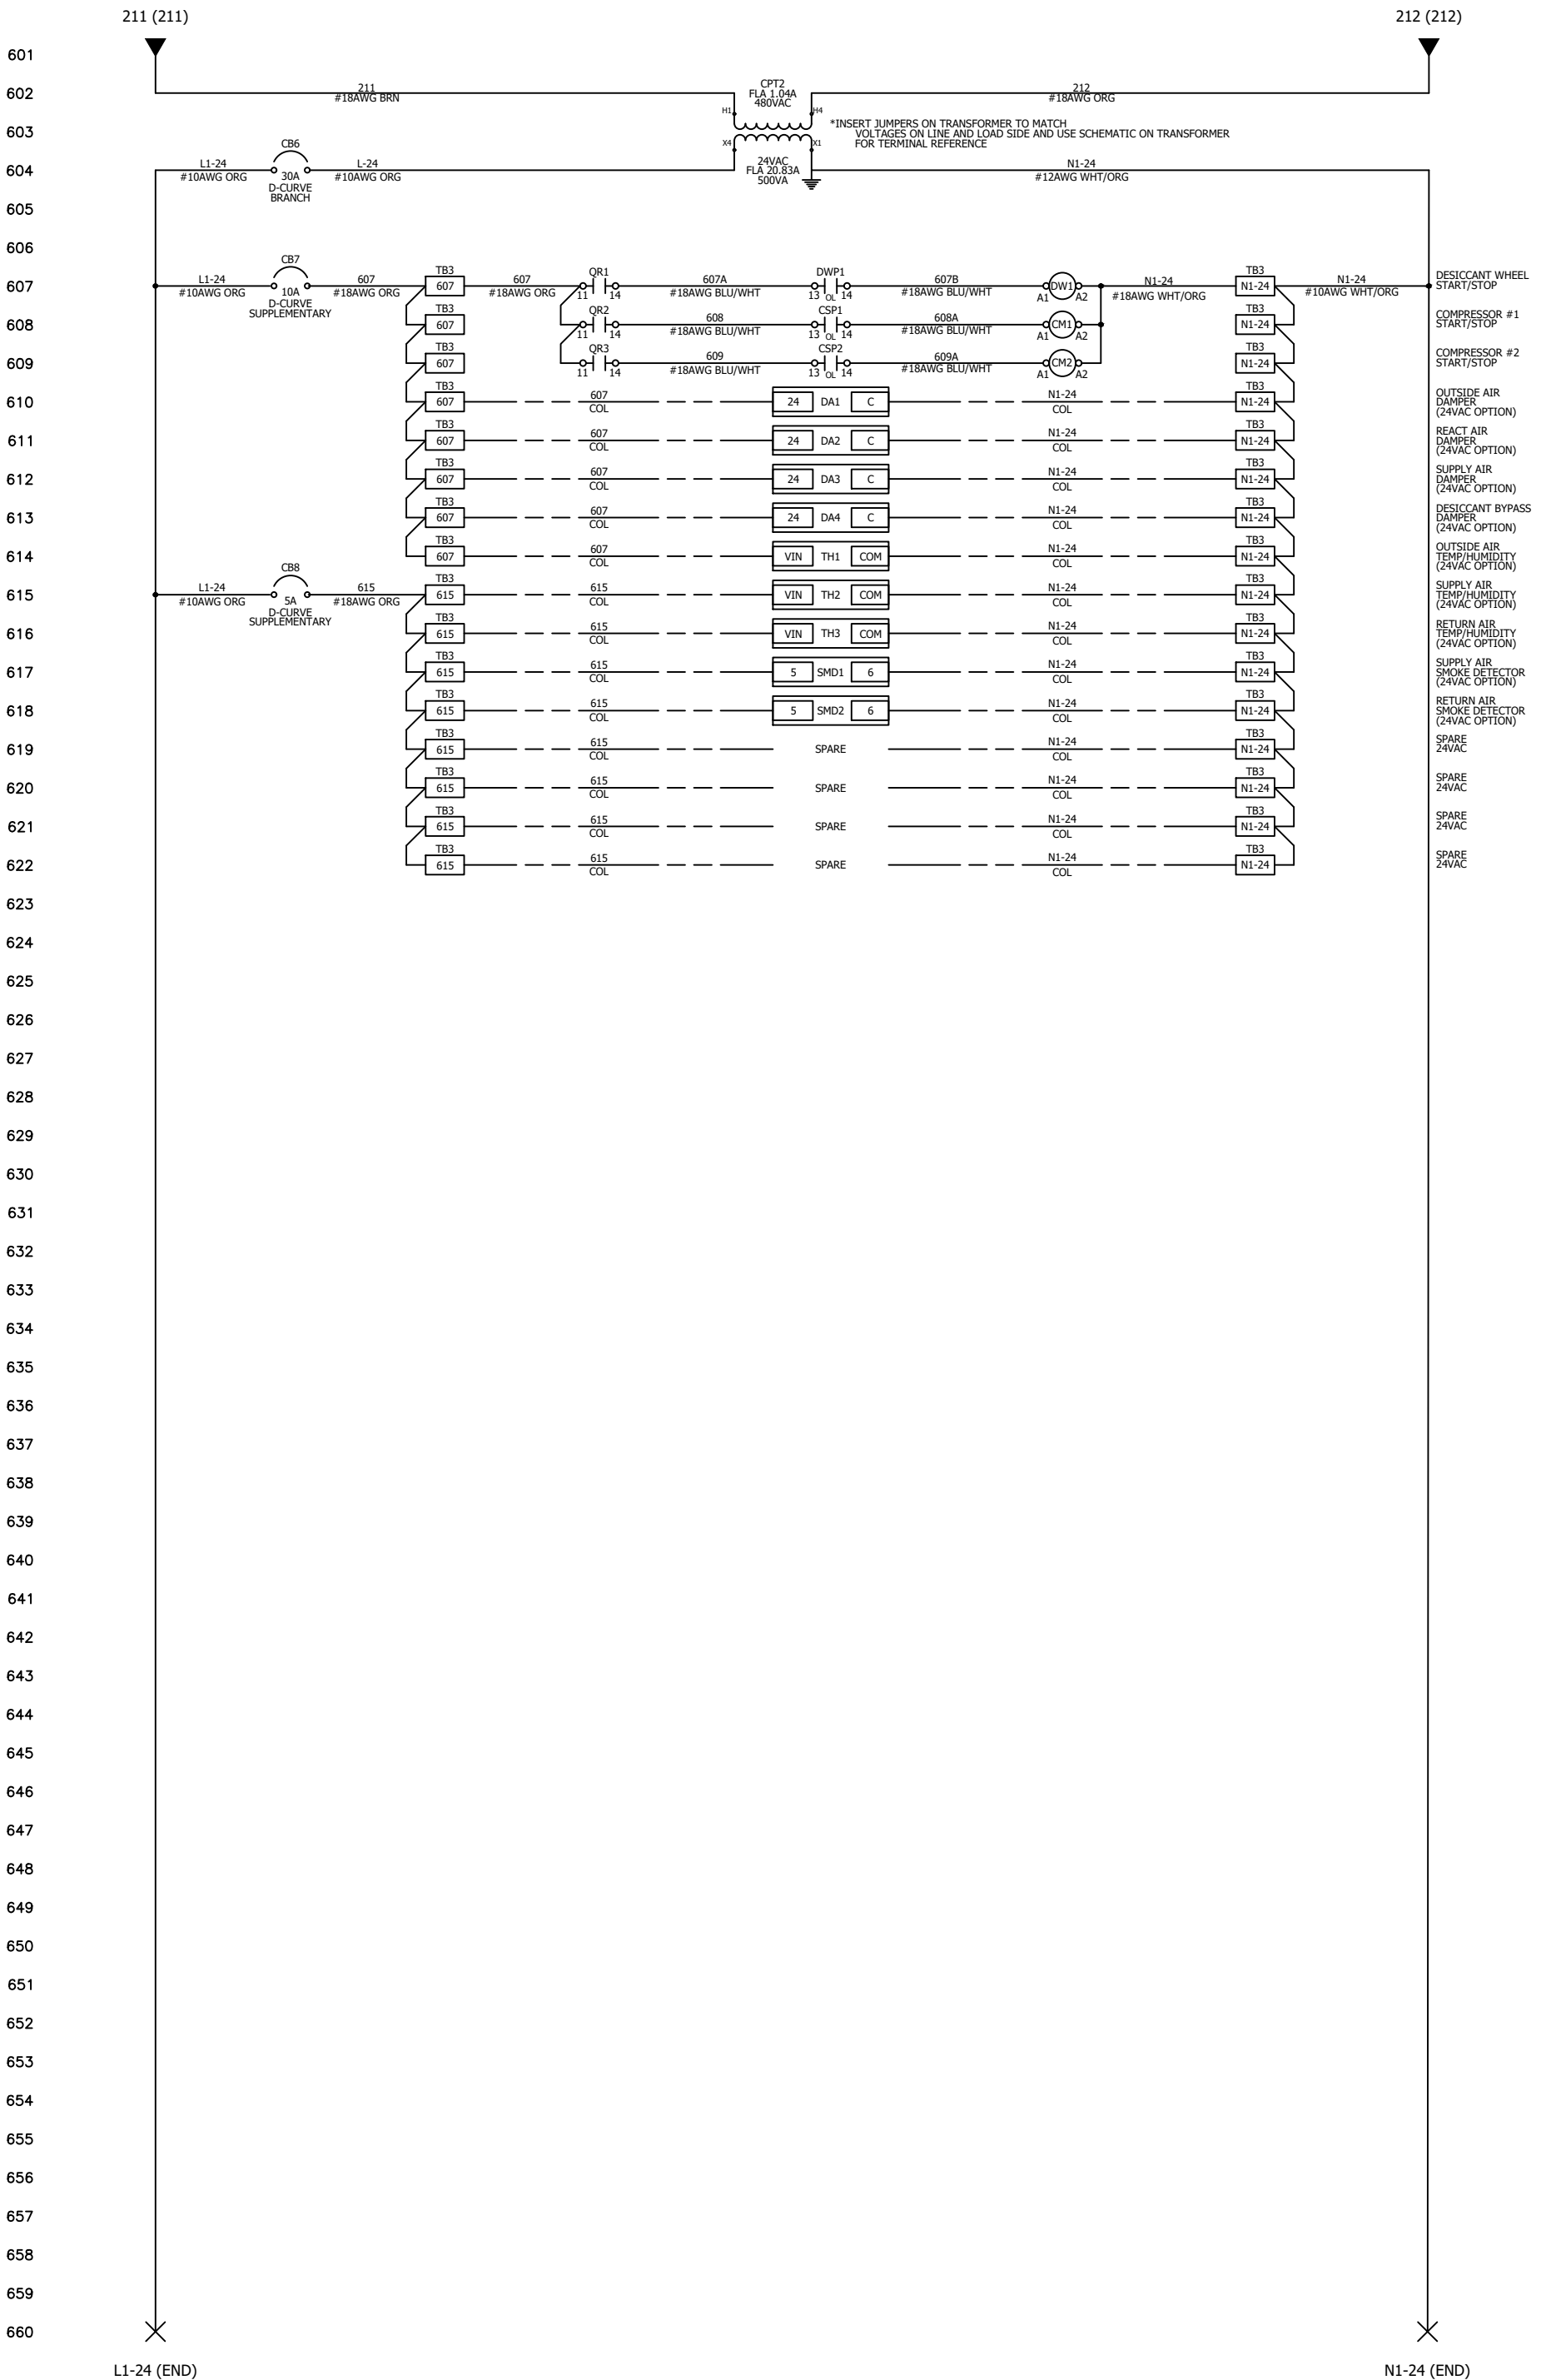 211 (211) 212 (212)
601
602 211 #18AWG BRN CPT2 FLA 1.04A 480VAC H1 H4 212 #18AWG ORG
603 *INSERT JUMPERS ON TRANSFORMER TO MATCH
VOLTAGES ON LINE AND LOAD SIDE AND USE SCHEMATIC ON TRANSFORMER
FOR TERMINAL REFERENCE
X4 X1
604 L1-24 #10AWG ORG CB6 30A D-CURVE BRANCH L-24 #10AWG ORG 24VAC FLA 20.83A 500VA N1-24 #12AWG WHT/ORG
605
606
607 L1-24 #10AWG ORG CB7 10A D-CURVE SUPPLEMENTARY 607 #18AWG ORG TB3 607 607 #18AWG ORG QR1 11 14 607A #18AWG BLU/WHT DWP1 13 OL 14 607B #18AWG BLU/WHT DW1 A1 A2 N1-24 #18AWG WHT/ORG TB3 N1-24 N1-24 #10AWG WHT/ORG DESICCANT WHEEL START/STOP
608 TB3 607 QR2 11 14 608 #18AWG BLU/WHT CSP1 13 OL 14 608A #18AWG BLU/WHT CM1 A1 A2 TB3 N1-24 COMPRESSOR #1 START/STOP
609 TB3 607 QR3 11 14 609 #18AWG BLU/WHT CSP2 13 OL 14 609A #18AWG BLU/WHT CM2 A1 A2 TB3 N1-24 COMPRESSOR #2 START/STOP
610 TB3 607 607 COL 24 DA1 C N1-24 COL TB3 N1-24 OUTSIDE AIR DAMPER (24VAC OPTION)
611 TB3 607 607 COL 24 DA2 C N1-24 COL TB3 N1-24 REACT AIR DAMPER (24VAC OPTION)
612 TB3 607 607 COL 24 DA3 C N1-24 COL TB3 N1-24 SUPPLY AIR DAMPER (24VAC OPTION)
613 TB3 607 607 COL 24 DA4 C N1-24 COL TB3 N1-24 DESICCANT BYPASS DAMPER (24VAC OPTION)
614 TB3 607 607 COL VIN TH1 COM N1-24 COL TB3 N1-24 OUTSIDE AIR TEMP/HUMIDITY (24VAC OPTION)
615 L1-24 #10AWG ORG CB8 5A D-CURVE SUPPLEMENTARY 615 #18AWG ORG TB3 615 615 COL VIN TH2 COM N1-24 COL TB3 N1-24 SUPPLY AIR TEMP/HUMIDITY (24VAC OPTION)
616 TB3 615 615 COL VIN TH3 COM N1-24 COL TB3 N1-24 RETURN AIR TEMP/HUMIDITY (24VAC OPTION)
617 TB3 615 615 COL 5 SMD1 6 N1-24 COL TB3 N1-24 SUPPLY AIR SMOKE DETECTOR (24VAC OPTION)
618 TB3 615 615 COL 5 SMD2 6 N1-24 COL TB3 N1-24 RETURN AIR SMOKE DETECTOR (24VAC OPTION)
619 TB3 615 615 COL SPARE N1-24 COL TB3 N1-24 SPARE 24VAC
620 TB3 615 615 COL SPARE N1-24 COL TB3 N1-24 SPARE 24VAC
621 TB3 615 615 COL SPARE N1-24 COL TB3 N1-24 SPARE 24VAC
622 TB3 615 615 COL SPARE N1-24 COL TB3 N1-24 SPARE 24VAC
623
624
625
626
627
628
629
630
631
632
633
634
635
636
637
638
639
640
641
642
643
644
645
646
647
648
649
650
651
652
653
654
655
656
657
658
659
660
L1-24 (END) N1-24 (END)